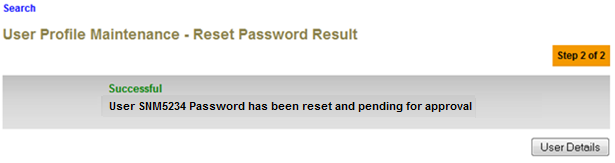 Search
User Profile Maintenance - Reset Password Result
Step 2 of 2
Successful
User SNM5234 Password has been reset and pending for approval
User Details